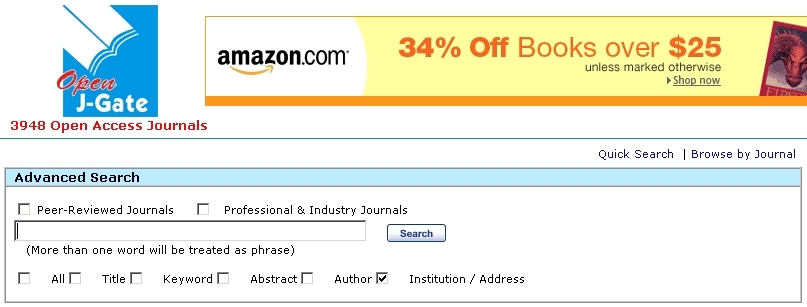 Open
J-Gate
3948 Open Access Journals
amazon.com
34% Off Books over $25
unless marked otherwise
Shop now
Quick Search | Browse by Journal
Advanced Search
Peer-Reviewed Journals Professional & Industry Journals
Search
(More than one word will be treated as phrase)
All Title Keyword Abstract Author Institution / Address